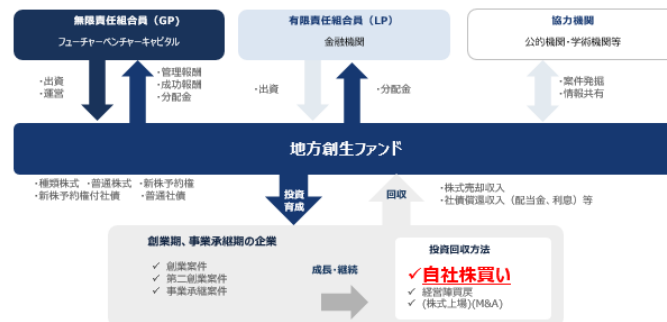 無限責任組合員（GP）
フューチャーベンチャーキャピタル
有限責任組合員（LP）
金融機関
協力機関
公的機関・学術機関等
・出資
・運営
・管理報酬
・成功報酬
・分配金
・出資
・分配金
・案件発掘
・情報共有
地方創生ファンド
・種類株式 ・普通株式 ・新株予約権
・新株予約権付社債 ・普通社債
投資
育成
回収
・株式売却収入
・社債償還収入（配当金、利息）等
創業期、事業承継期の企業
✓ 創業案件
✓ 第二創業案件
✓ 事業承継案件
成長・継続
投資回収方法
✓自社株買い
✓ 経営陣買戻
✓ (株式上場)(M&A)